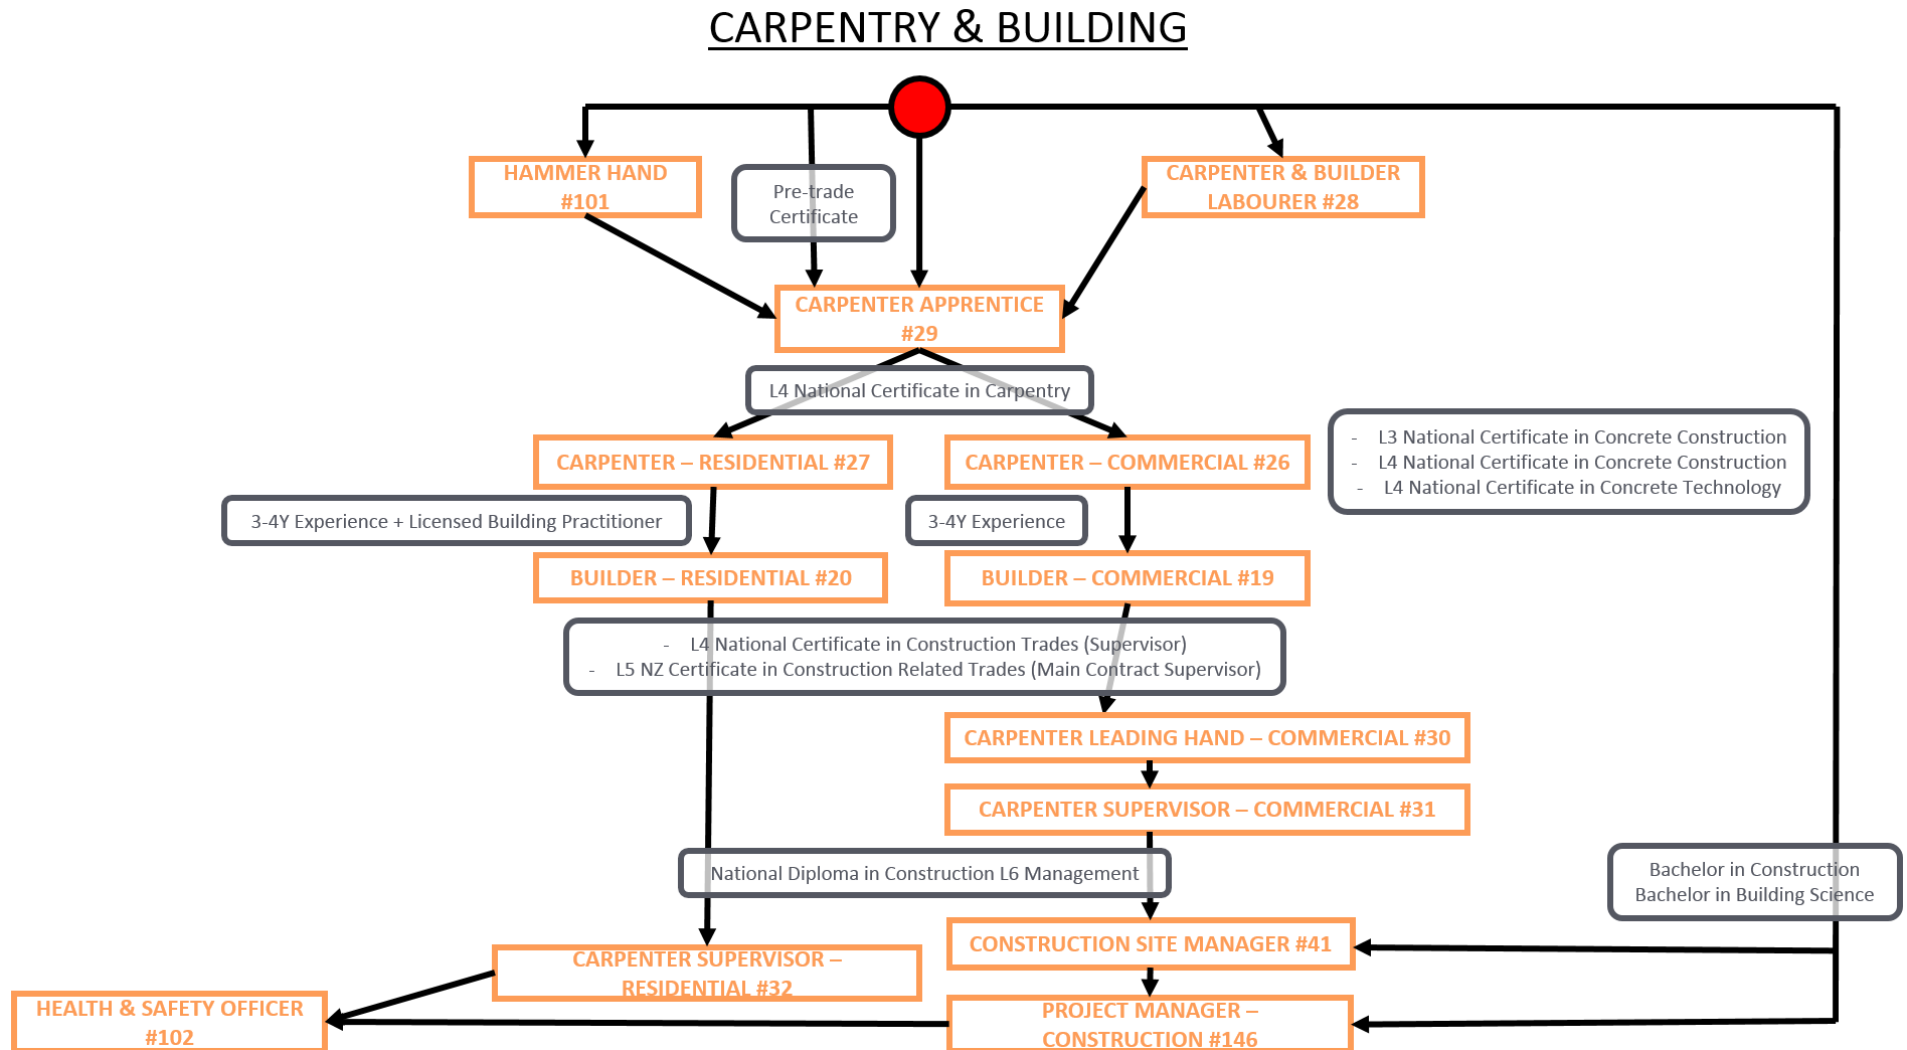 CARPENTRY & BUILDING
HAMMER HAND
#101
Pre-trade
Certificate
CARPENTER & BUILDER
LABOURER #28
CARPENTER APPRENTICE
#29
L4 National Certificate in Carpentry
CARPENTER – RESIDENTIAL #27
CARPENTER – COMMERCIAL #26
- L3 National Certificate in Concrete Construction
- L4 National Certificate in Concrete Construction
- L4 National Certificate in Concrete Technology
3-4Y Experience + Licensed Building Practitioner
3-4Y Experience
BUILDER – RESIDENTIAL #20
BUILDER – COMMERCIAL #19
- L4 National Certificate in Construction Trades (Supervisor)
- L5 NZ Certificate in Construction Related Trades (Main Contract Supervisor)
CARPENTER LEADING HAND – COMMERCIAL #30
CARPENTER SUPERVISOR – COMMERCIAL #31
National Diploma in Construction L6 Management
Bachelor in Construction
Bachelor in Building Science
CONSTRUCTION SITE MANAGER #41
CARPENTER SUPERVISOR –
RESIDENTIAL #32
HEALTH & SAFETY OFFICER
#102
PROJECT MANAGER –
CONSTRUCTION #146